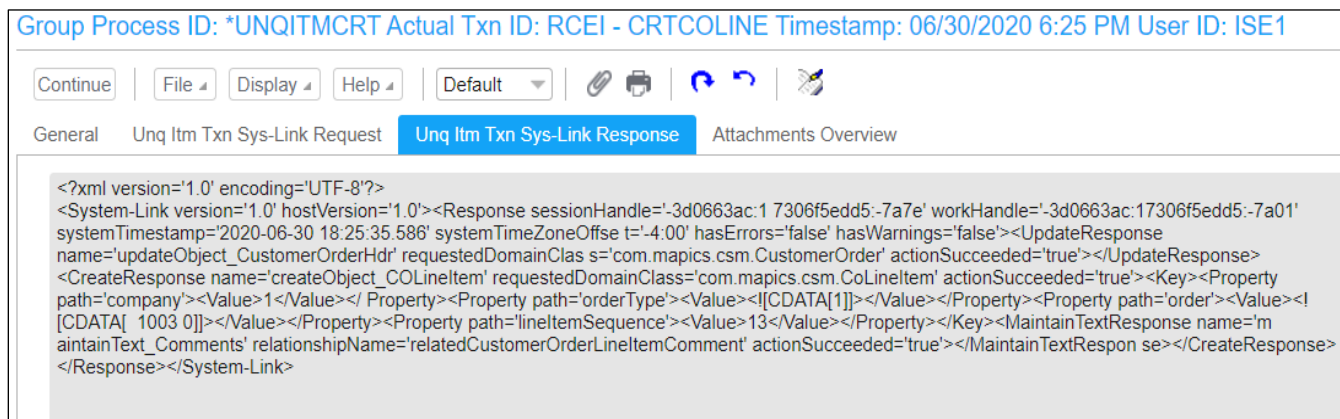 Group Process ID: *UNQITMCRT Actual Txn ID: RCEI - CRTCOLINE Timestamp: 06/30/2020 6:25 PM User ID: ISE1
Continue File Display Help Default
General Unq Itm Txn Sys-Link Request Unq Itm Txn Sys-Link Response Attachments Overview
<?xml version='1.0' encoding='UTF-8'?>
<System-Link version='1.0' hostVersion='1.0'><Response sessionHandle='-3d0663ac:1 7306f5edd5:-7a7e' workHandle='-3d0663ac:17306f5edd5:-7a01'
systemTimestamp='2020-06-30 18:25:35.586' systemTimeZoneOffse t='-4:00' hasErrors='false' hasWarnings='false'><UpdateResponse
name='updateObject_CustomerOrderHdr' requestedDomainClas s='com.mapics.csm.CustomerOrder' actionSucceeded='true'></UpdateResponse>
<CreateResponse name='createObject_COLineItem' requestedDomainClass='com.mapics.csm.CoLineItem' actionSucceeded='true'><Key><Property
path='company'><Value>1</Value></ Property><Property path='orderType'><Value><![CDATA[1]]></Value></Property><Property path='order'><Value><!
[CDATA[  1003 0]]></Value></Property><Property path='lineItemSequence'><Value>13</Value></Property></Key><MaintainTextResponse name='m
aintainText_Comments' relationshipName='relatedCustomerOrderLineItemComment' actionSucceeded='true'></MaintainTextRespon se></CreateResponse>
</Response></System-Link>